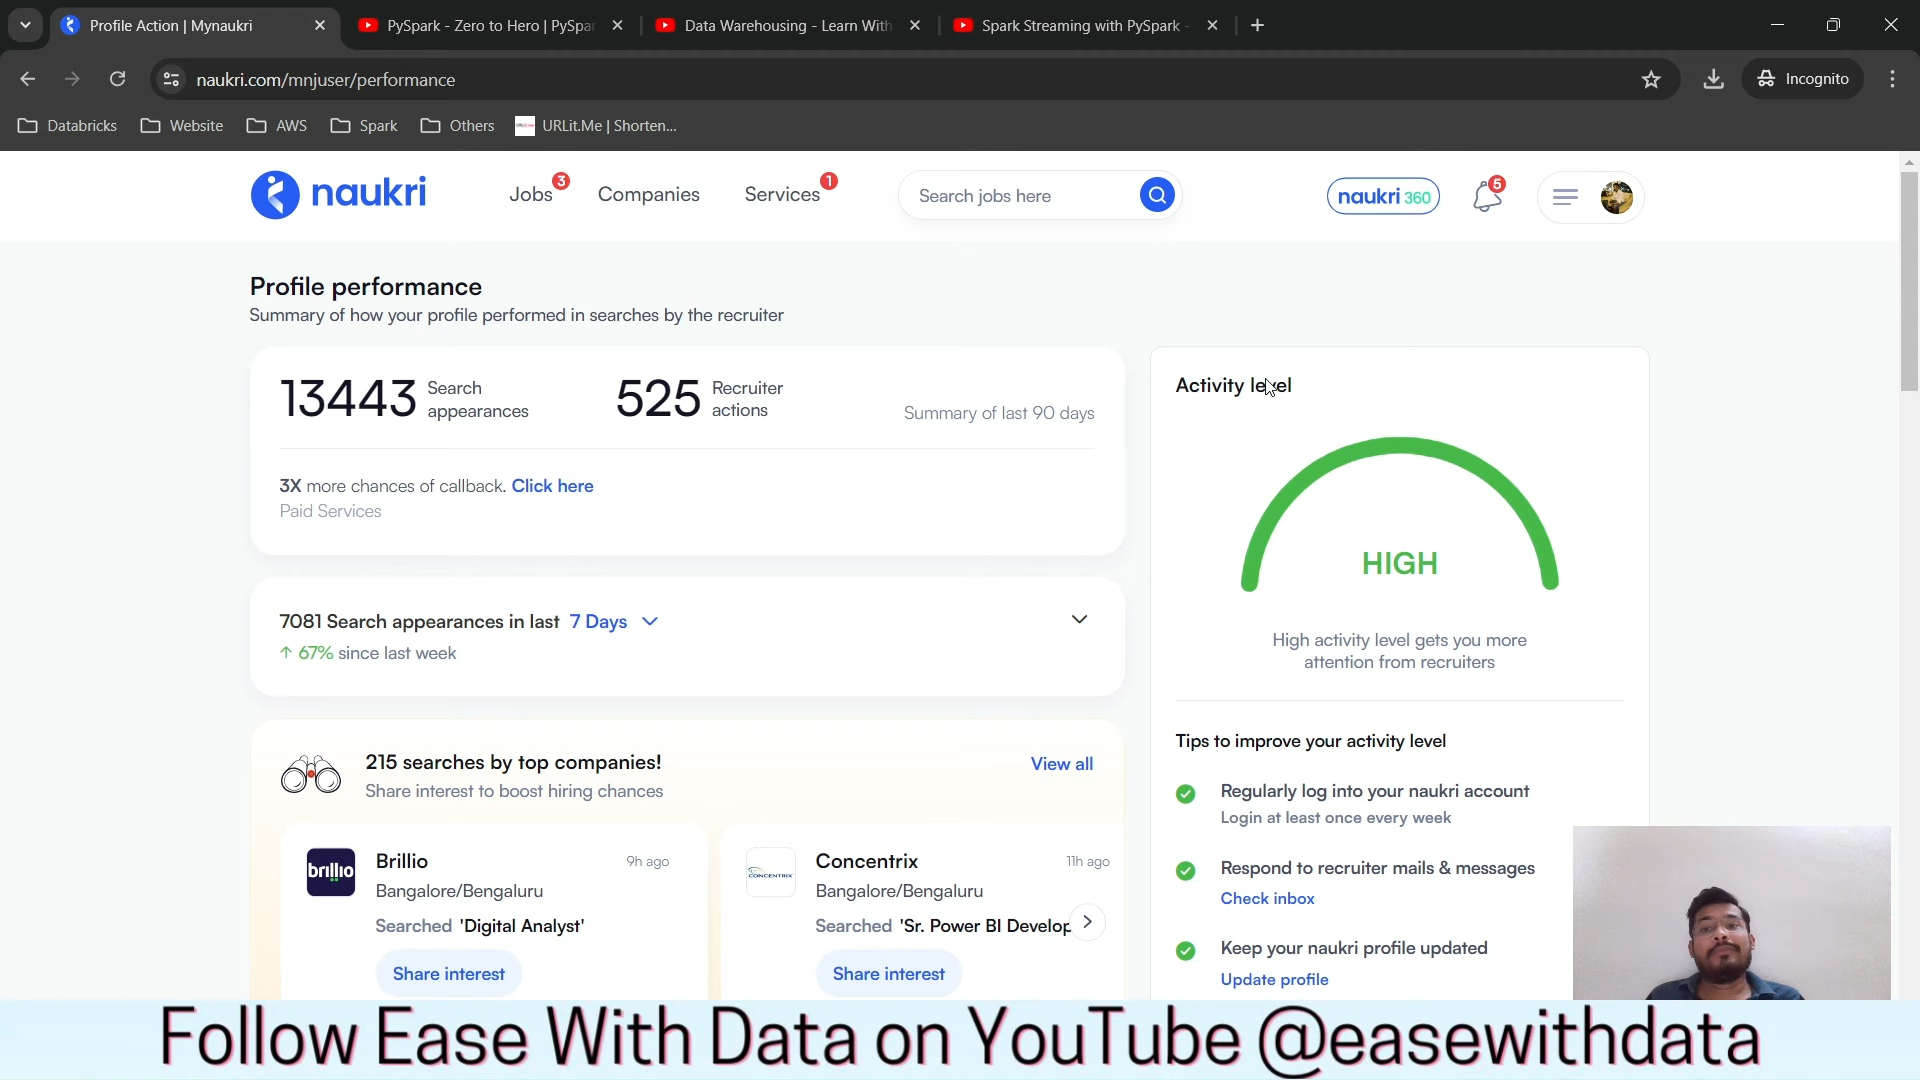 Profile Action | Mynaukri
PySpark - Zero to Hero | PySpar
Data Warehousing - Learn With
Spark Streaming with PySpark -
naukri.com/mnjuser/performance
Incognito
Databricks
Website
AWS
Spark
Others
URLit.Me | Shorten...
naukri
Jobs 3
Companies
Services 1
Search jobs here
naukri 360
5
Profile performance
Summary of how your profile performed in searches by the recruiter
13443 Search appearances
525 Recruiter actions
Summary of last 90 days
3X more chances of callback. Click here
Paid Services
7081 Search appearances in last 7 Days
↑ 67% since last week
215 searches by top companies!
Share interest to boost hiring chances
View all
brillio
Brillio
9h ago
Bangalore/Bengaluru
Searched 'Digital Analyst'
Share interest
CONCENTRIX
Concentrix
11h ago
Bangalore/Bengaluru
Searched 'Sr. Power BI Develop
Share interest
Activity level
HIGH
High activity level gets you more
attention from recruiters
Tips to improve your activity level
Regularly log into your naukri account
Login at least once every week
Respond to recruiter mails & messages
Check inbox
Keep your naukri profile updated
Update profile
Follow Ease With Data on YouTube @easewithdata